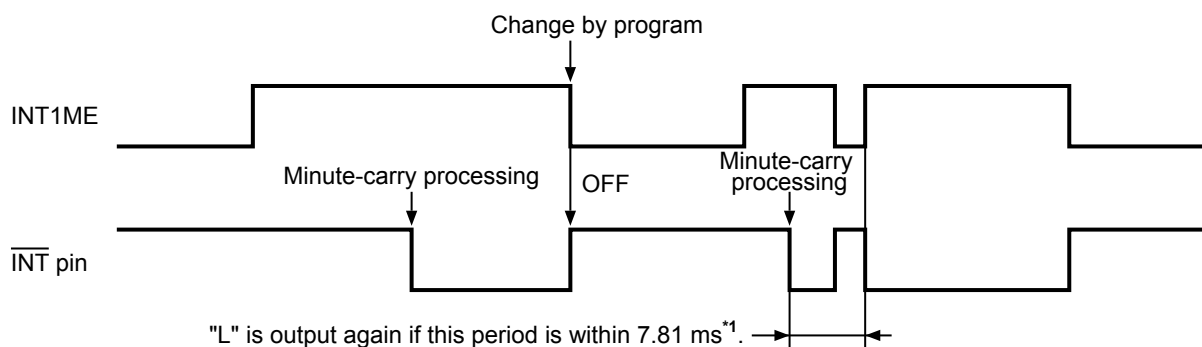 Change by program
INT1ME
Minute-carry processing
OFF
Minute-carry
processing
INT pin
"L" is output again if this period is within 7.81 ms*1.